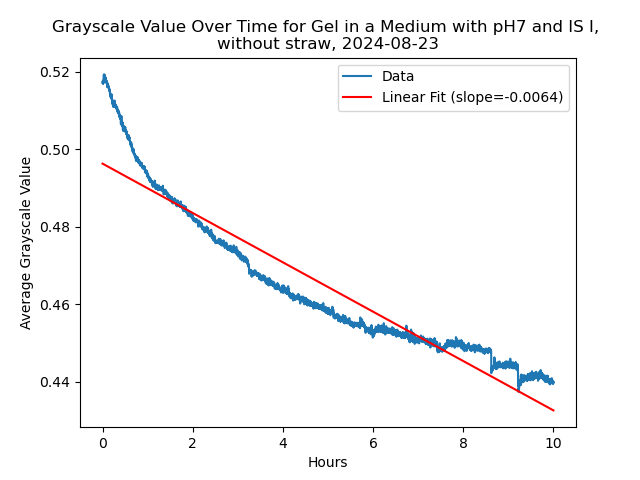 Grayscale Value Over Time for Gel in a Medium with pH7 and IS I,
without straw, 2024-08-23
Data
Linear Fit (slope=-0.0064)
Average Grayscale Value
0.52
0.50
0.48
0.46
0.44
0
2
4
6
8
10
Hours